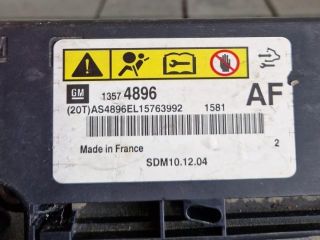 GM 1357 4896 AF
(20T)AS4896EL15763992 1581
Made in France 2
SDM10.12.04